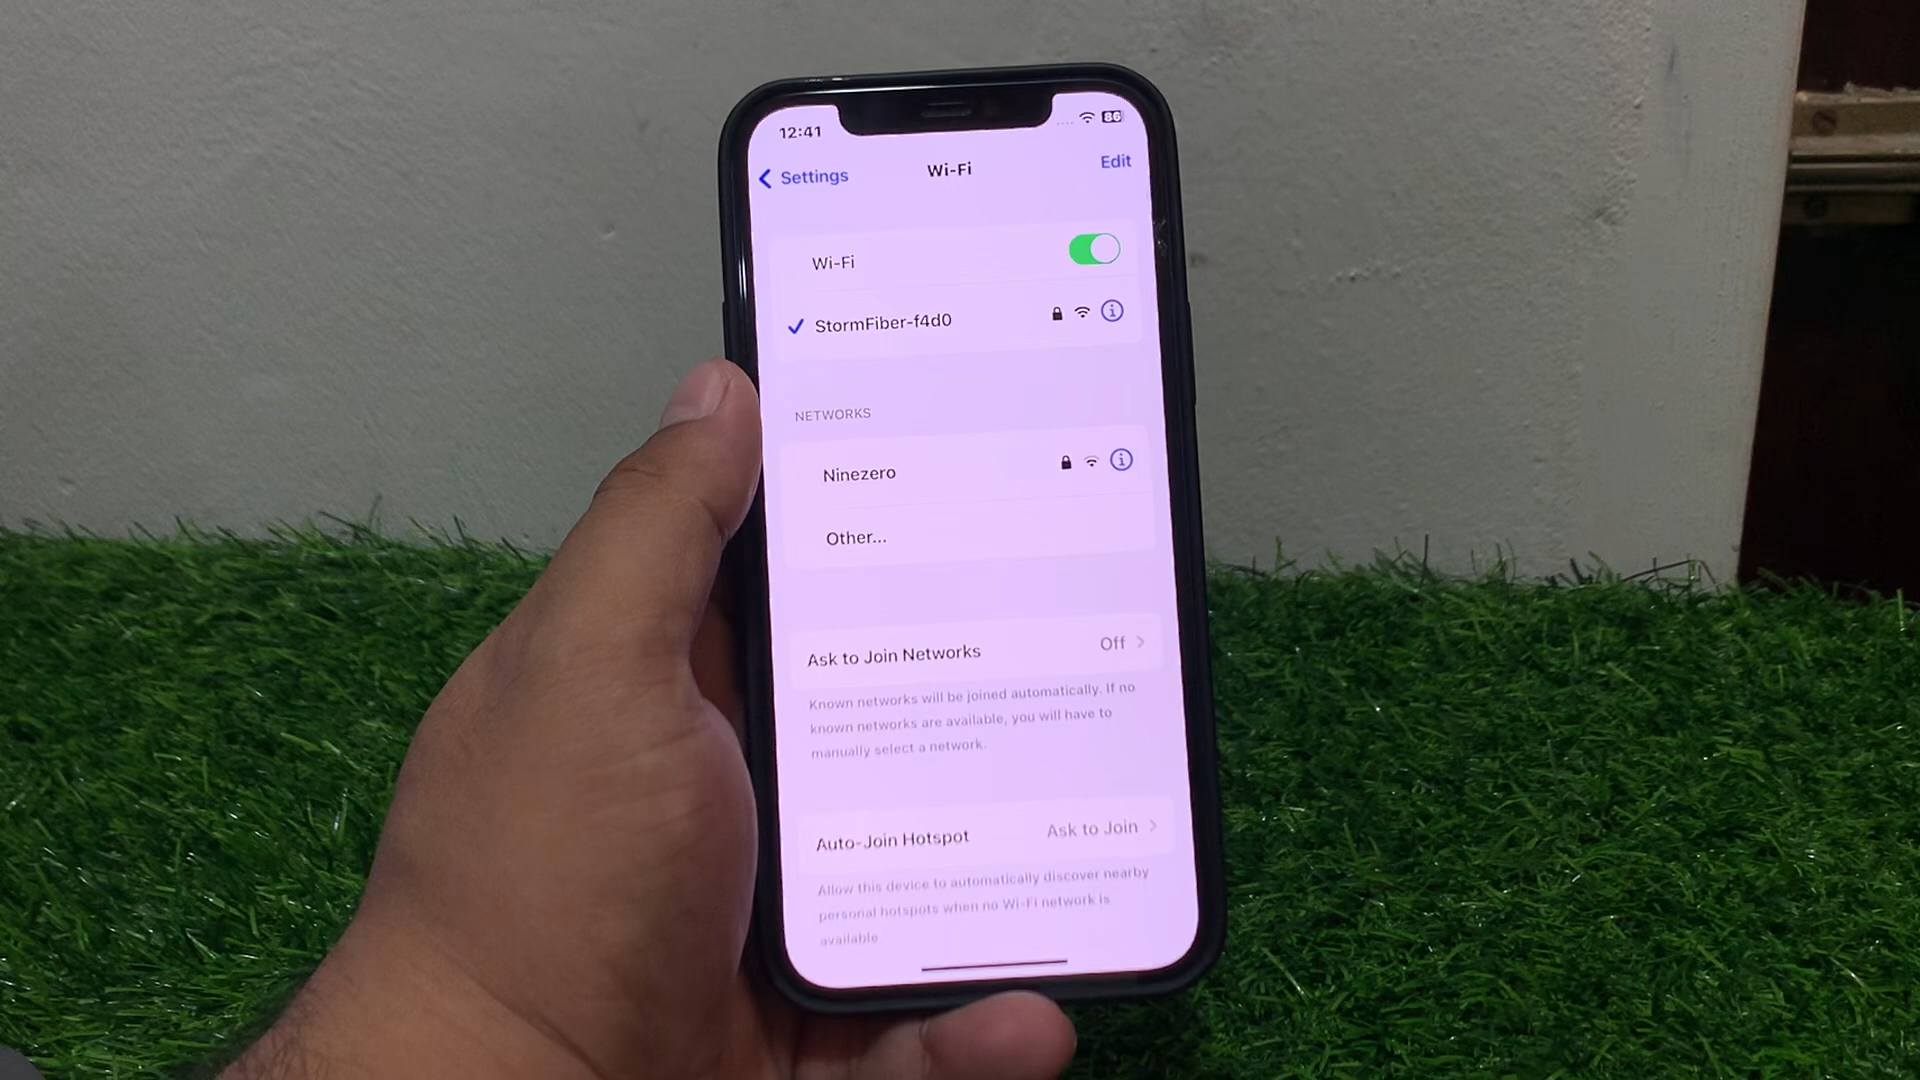 12:41
86
Settings
Wi-Fi
Edit
Wi-Fi
StormFiber-f4d0
NETWORKS
Ninezero
Other...
Ask to Join Networks
Off
Known networks will be joined automatically. If no
known networks are available, you will have to
manually select a network.
Auto-Join Hotspot
Ask to Join
Allow this device to automatically discover nearby
personal hotspots when no Wi-Fi network is
available.